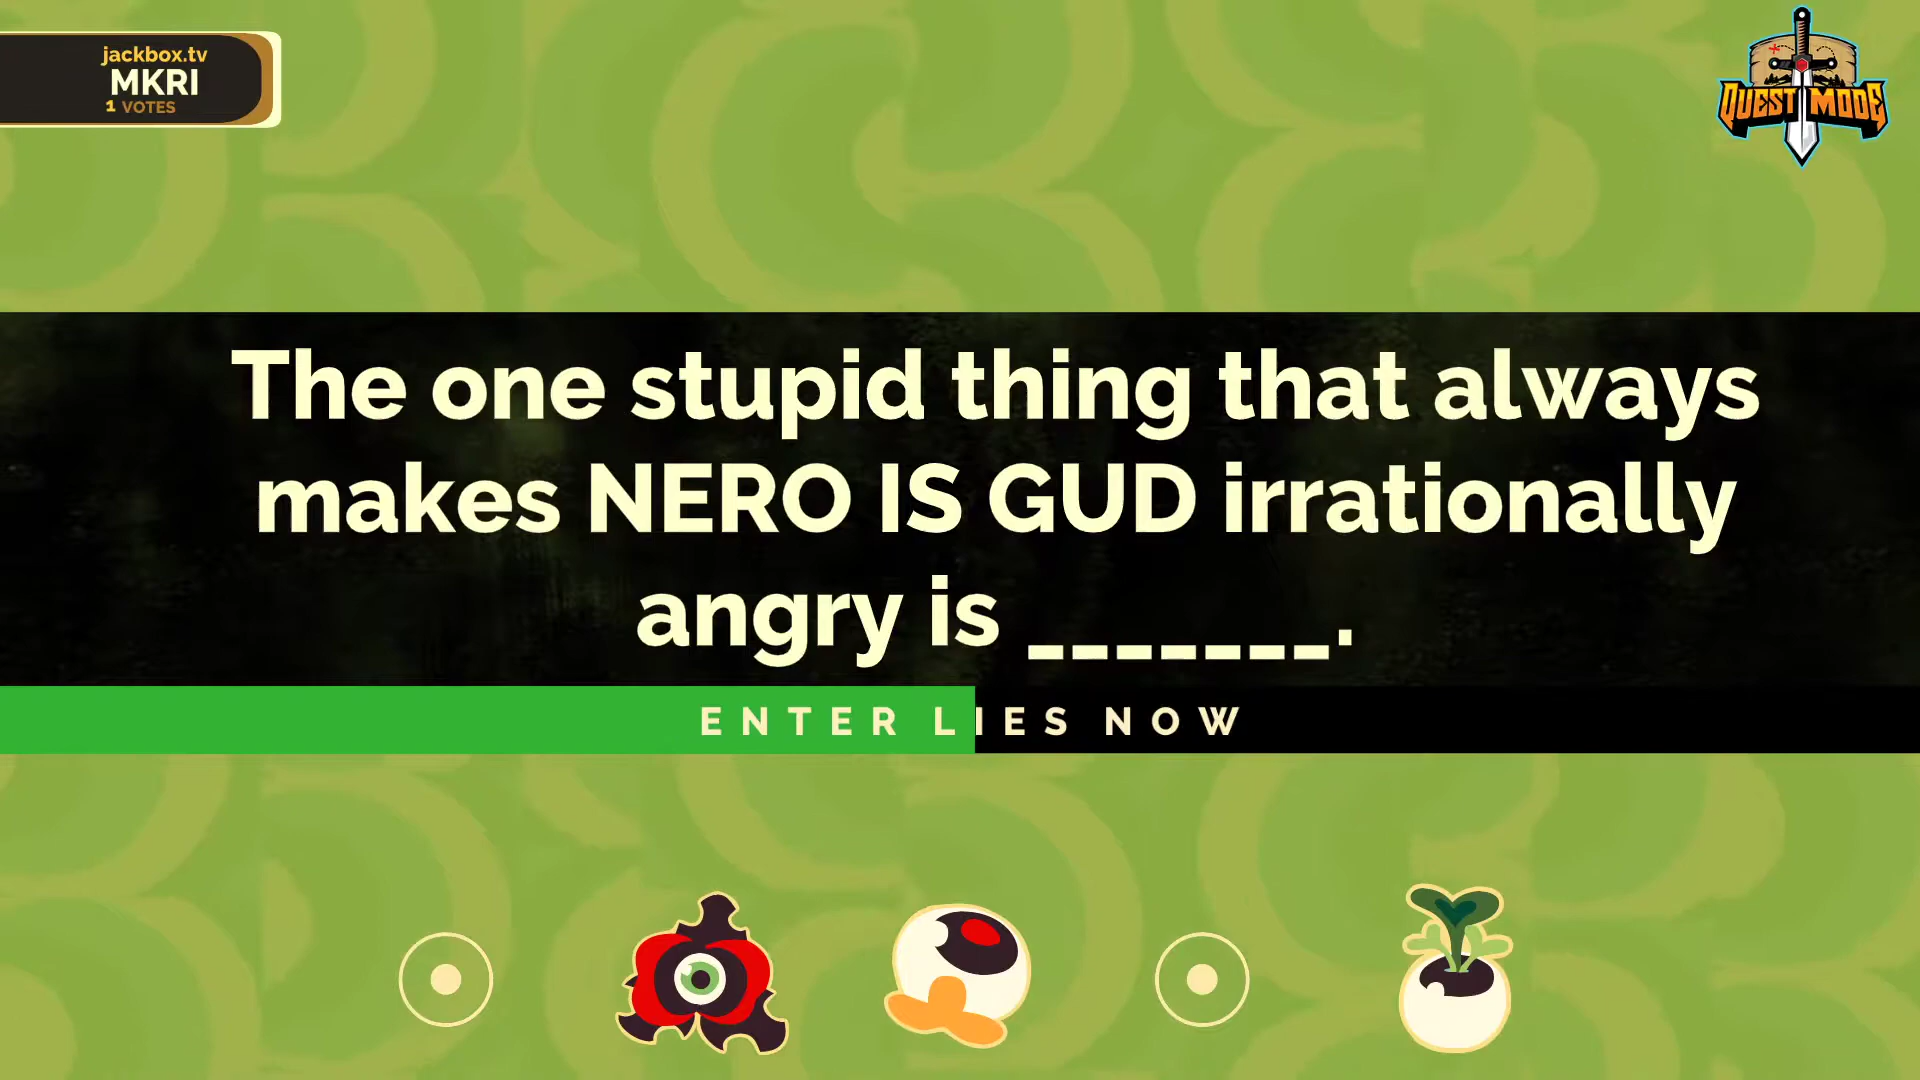 jackbox.tv
MKRI
1 VOTES
QUEST MODE
The one stupid thing that always
makes NERO IS GUD irrationally
angry is _______.
ENTER LIES NOW